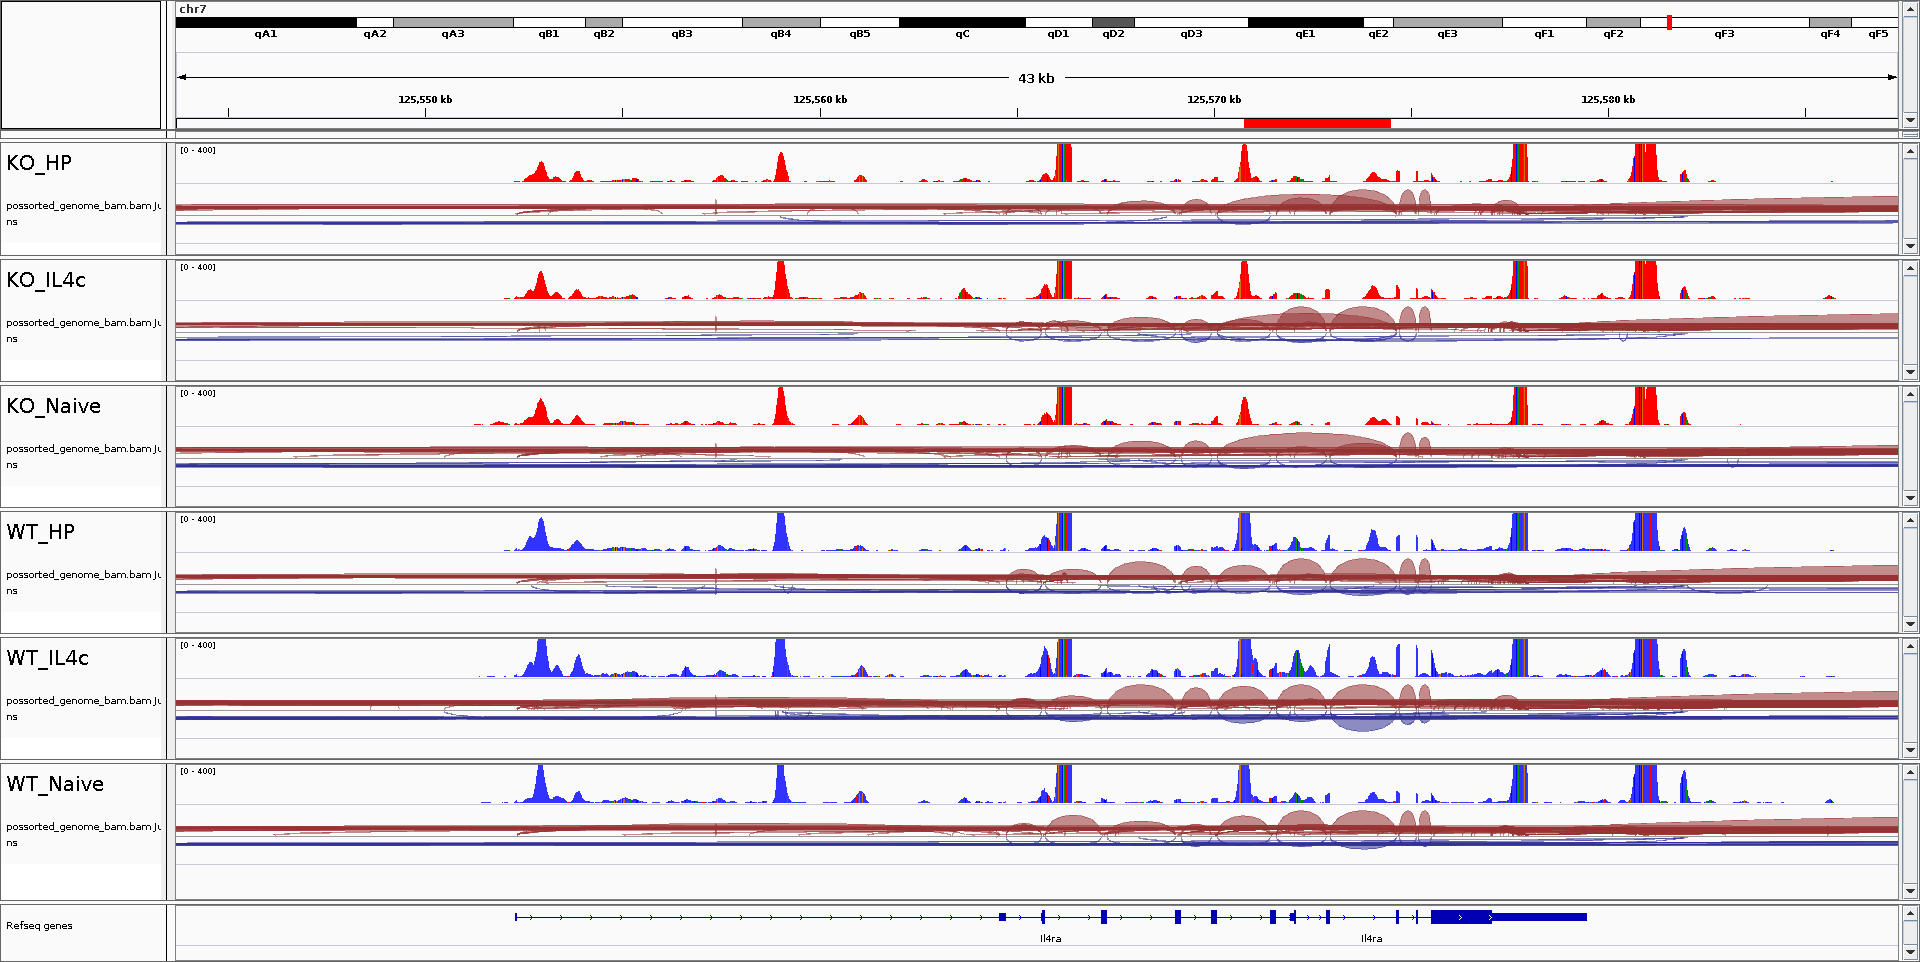 chr7
qA1 qA2 qA3 qB1 qB2 qB3 qB4 qB5 qC qD1 qD2 qD3 qE1 qE2 qE3 qF1 qF2 qF3 qF4 qF5
43 kb
125,550 kb 125,560 kb 125,570 kb 125,580 kb
KO_HP
[0 - 400]
possorted_genome_bam.bam Ju
ns
KO_IL4c
[0 - 400]
possorted_genome_bam.bam Ju
ns
KO_Naive
[0 - 400]
possorted_genome_bam.bam Ju
ns
WT_HP
[0 - 400]
possorted_genome_bam.bam Ju
ns
WT_IL4c
[0 - 400]
possorted_genome_bam.bam Ju
ns
WT_Naive
[0 - 400]
possorted_genome_bam.bam Ju
ns
Refseq genes
Il4ra Il4ra